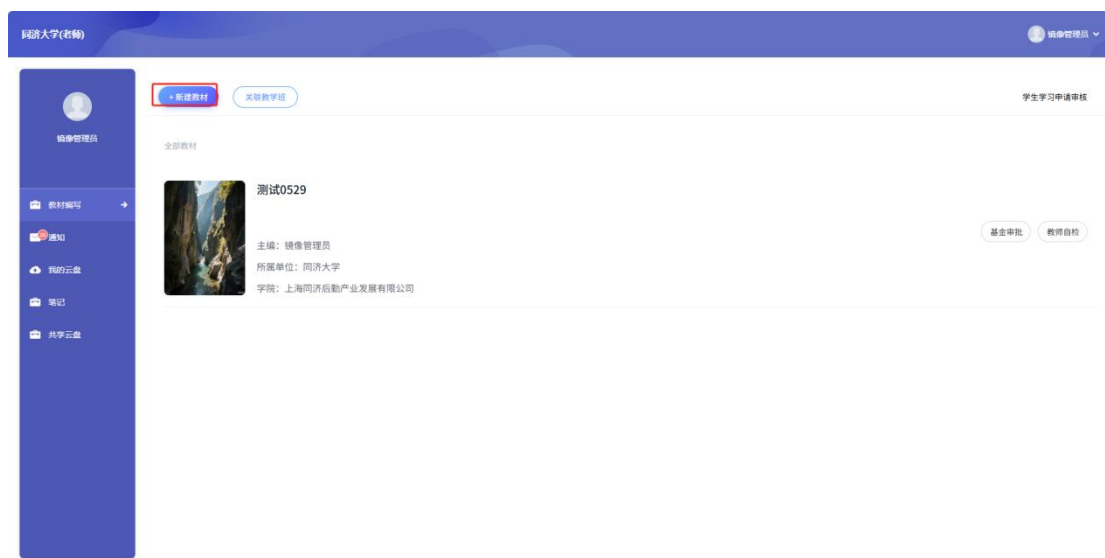 同济大学(老师)
镜像管理员
镜像管理员
教材编写
通知
我的云盘
笔记
共享云盘
+新建教材
关联教学班
学生学习申请审核
全部教材
测试0529
主编：镜像管理员
所属单位：同济大学
学院：上海同济后勤产业发展有限公司
基金审批
教师自检